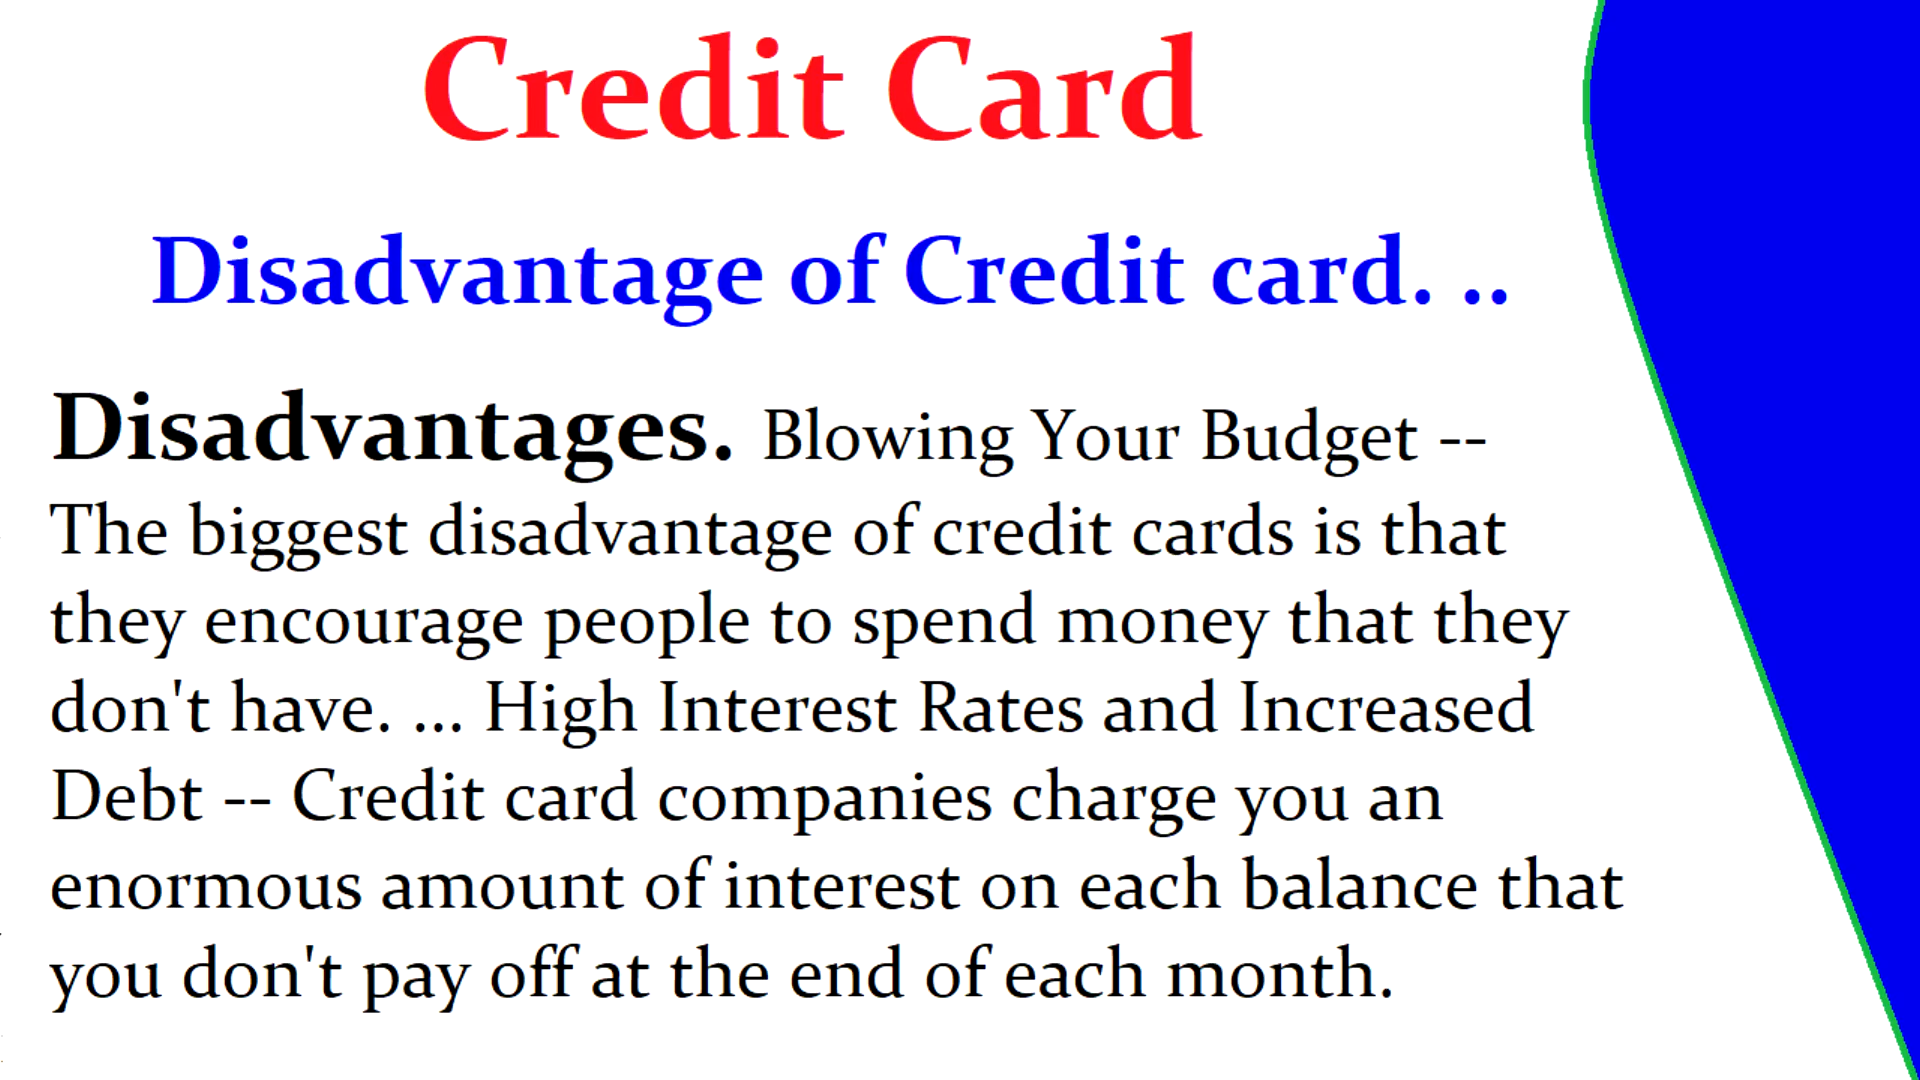 Credit Card
Disadvantage of Credit card. ..
Disadvantages. Blowing Your Budget --
The biggest disadvantage of credit cards is that
they encourage people to spend money that they
don't have. ... High Interest Rates and Increased
Debt -- Credit card companies charge you an
enormous amount of interest on each balance that
you don't pay off at the end of each month.